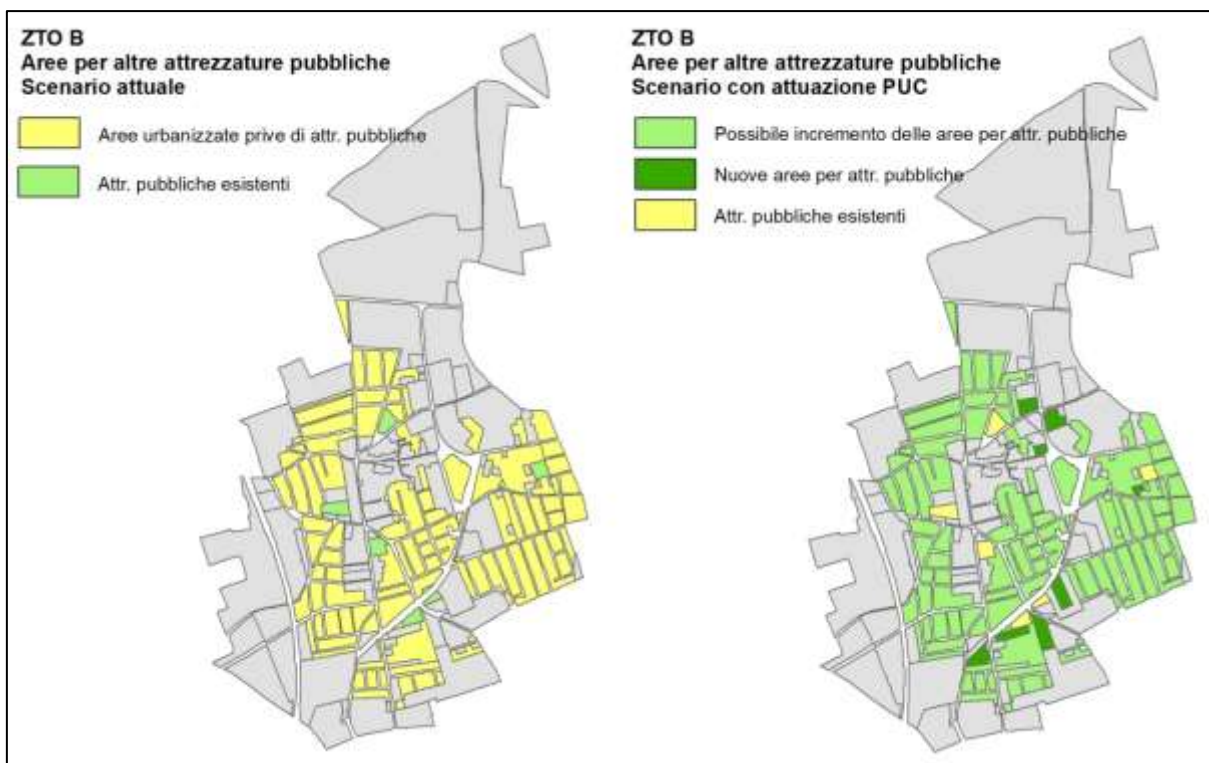 ZTO B
Aree per altre attrezzature pubbliche
Scenario attuale
Aree urbanizzate prive di attr. pubbliche
Attr. pubbliche esistenti
ZTO B
Aree per altre attrezzature pubbliche
Scenario con attuazione PUC
Possibile incremento delle aree per attr. pubbliche
Nuove aree per attr. pubbliche
Attr. pubbliche esistenti